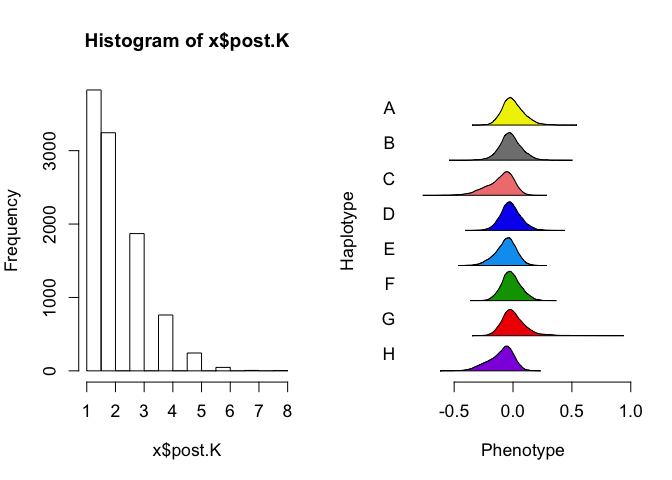 Histogram of x$post.K
Frequency
0
1000
2000
3000
1 2 3 4 5 6 7 8
x$post.K
Haplotype
A
B
C
D
E
F
G
H
-0.5 0.0 0.5 1.0
Phenotype